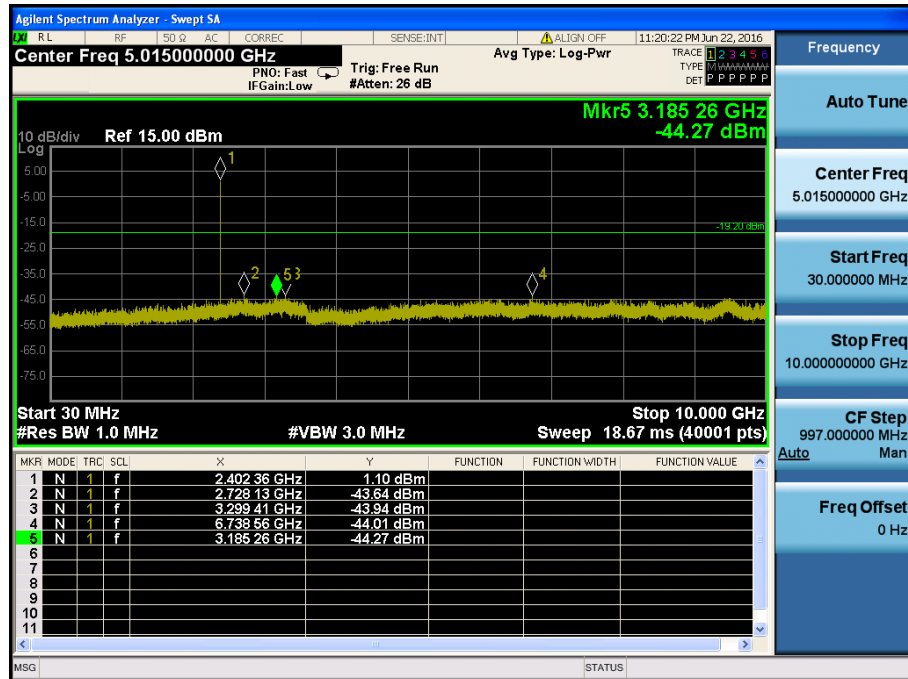 Agilent Spectrum Analyzer - Swept SA
LXI RL RF 50 Ω AC CORREC SENSE:INT ALIGN OFF 11:20:22 PM Jun 22, 2016
Center Freq 5.015000000 GHz Avg Type: Log-Pwr TRACE 1 2 3 4 5 6
PNO: Fast Trig: Free Run TYPE M W W W W W
IFGain:Low #Atten: 26 dB DET P P P P P P
Mkr5 3.185 26 GHz
-44.27 dBm
10 dB/div Ref 15.00 dBm
Log
1
5.00
-5.00
-15.0
-19.20 dBm
-25.0
-35.0
2 5 3 4
-45.0
-55.0
-65.0
-75.0
Start 30 MHz Stop 10.000 GHz
#Res BW 1.0 MHz #VBW 3.0 MHz Sweep 18.67 ms (40001 pts)
MKR MODE TRC SCL X Y FUNCTION FUNCTION WIDTH FUNCTION VALUE
1 N 1 f 2.402 36 GHz 1.10 dBm
2 N 1 f 2.728 13 GHz -43.64 dBm
3 N 1 f 3.299 41 GHz -43.94 dBm
4 N 1 f 6.738 56 GHz -44.01 dBm
5 N 1 f 3.185 26 GHz -44.27 dBm
6
7
8
9
10
11
MSG STATUS
Frequency
Auto Tune
Center Freq
5.015000000 GHz
Start Freq
30.000000 MHz
Stop Freq
10.000000000 GHz
CF Step
997.000000 MHz
Auto Man
Freq Offset
0 Hz